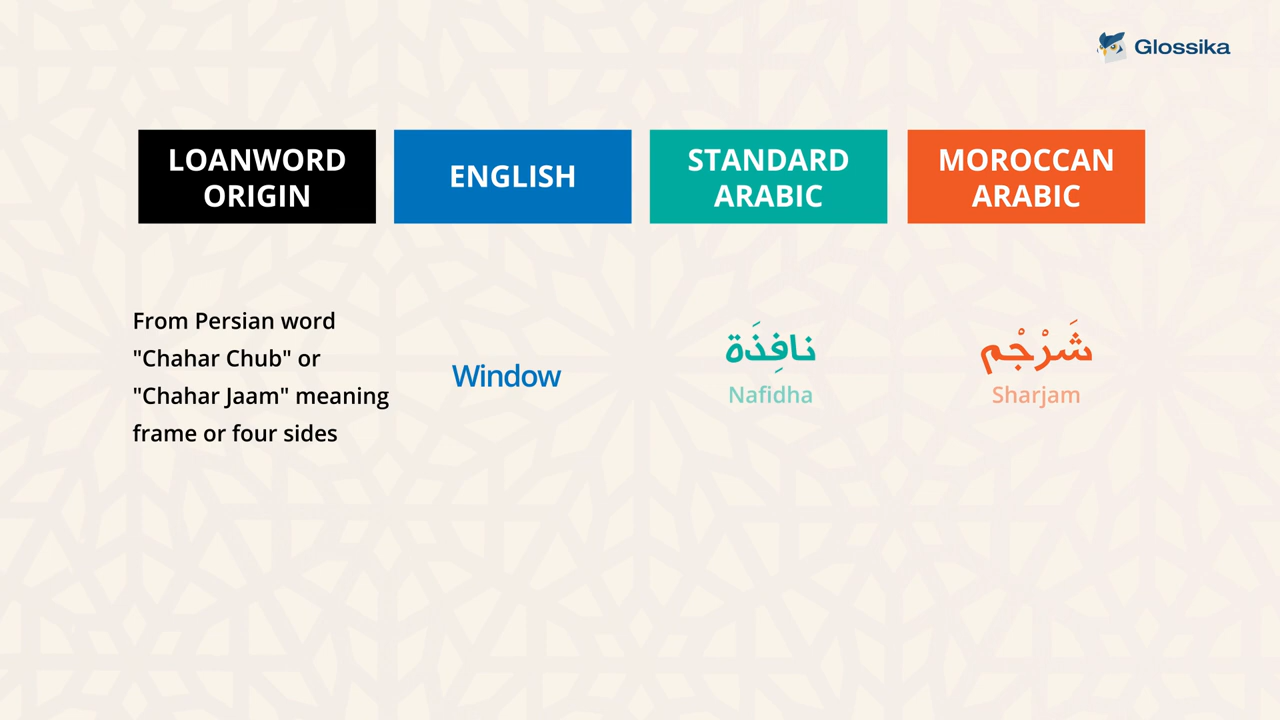 Glossika
LOANWORD
ORIGIN
ENGLISH
STANDARD
ARABIC
MOROCCAN
ARABIC
From Persian word
"Chahar Chub" or
"Chahar Jaam" meaning
frame or four sides
Window
نافِذَة
Nafidha
شَرْجْم
Sharjam